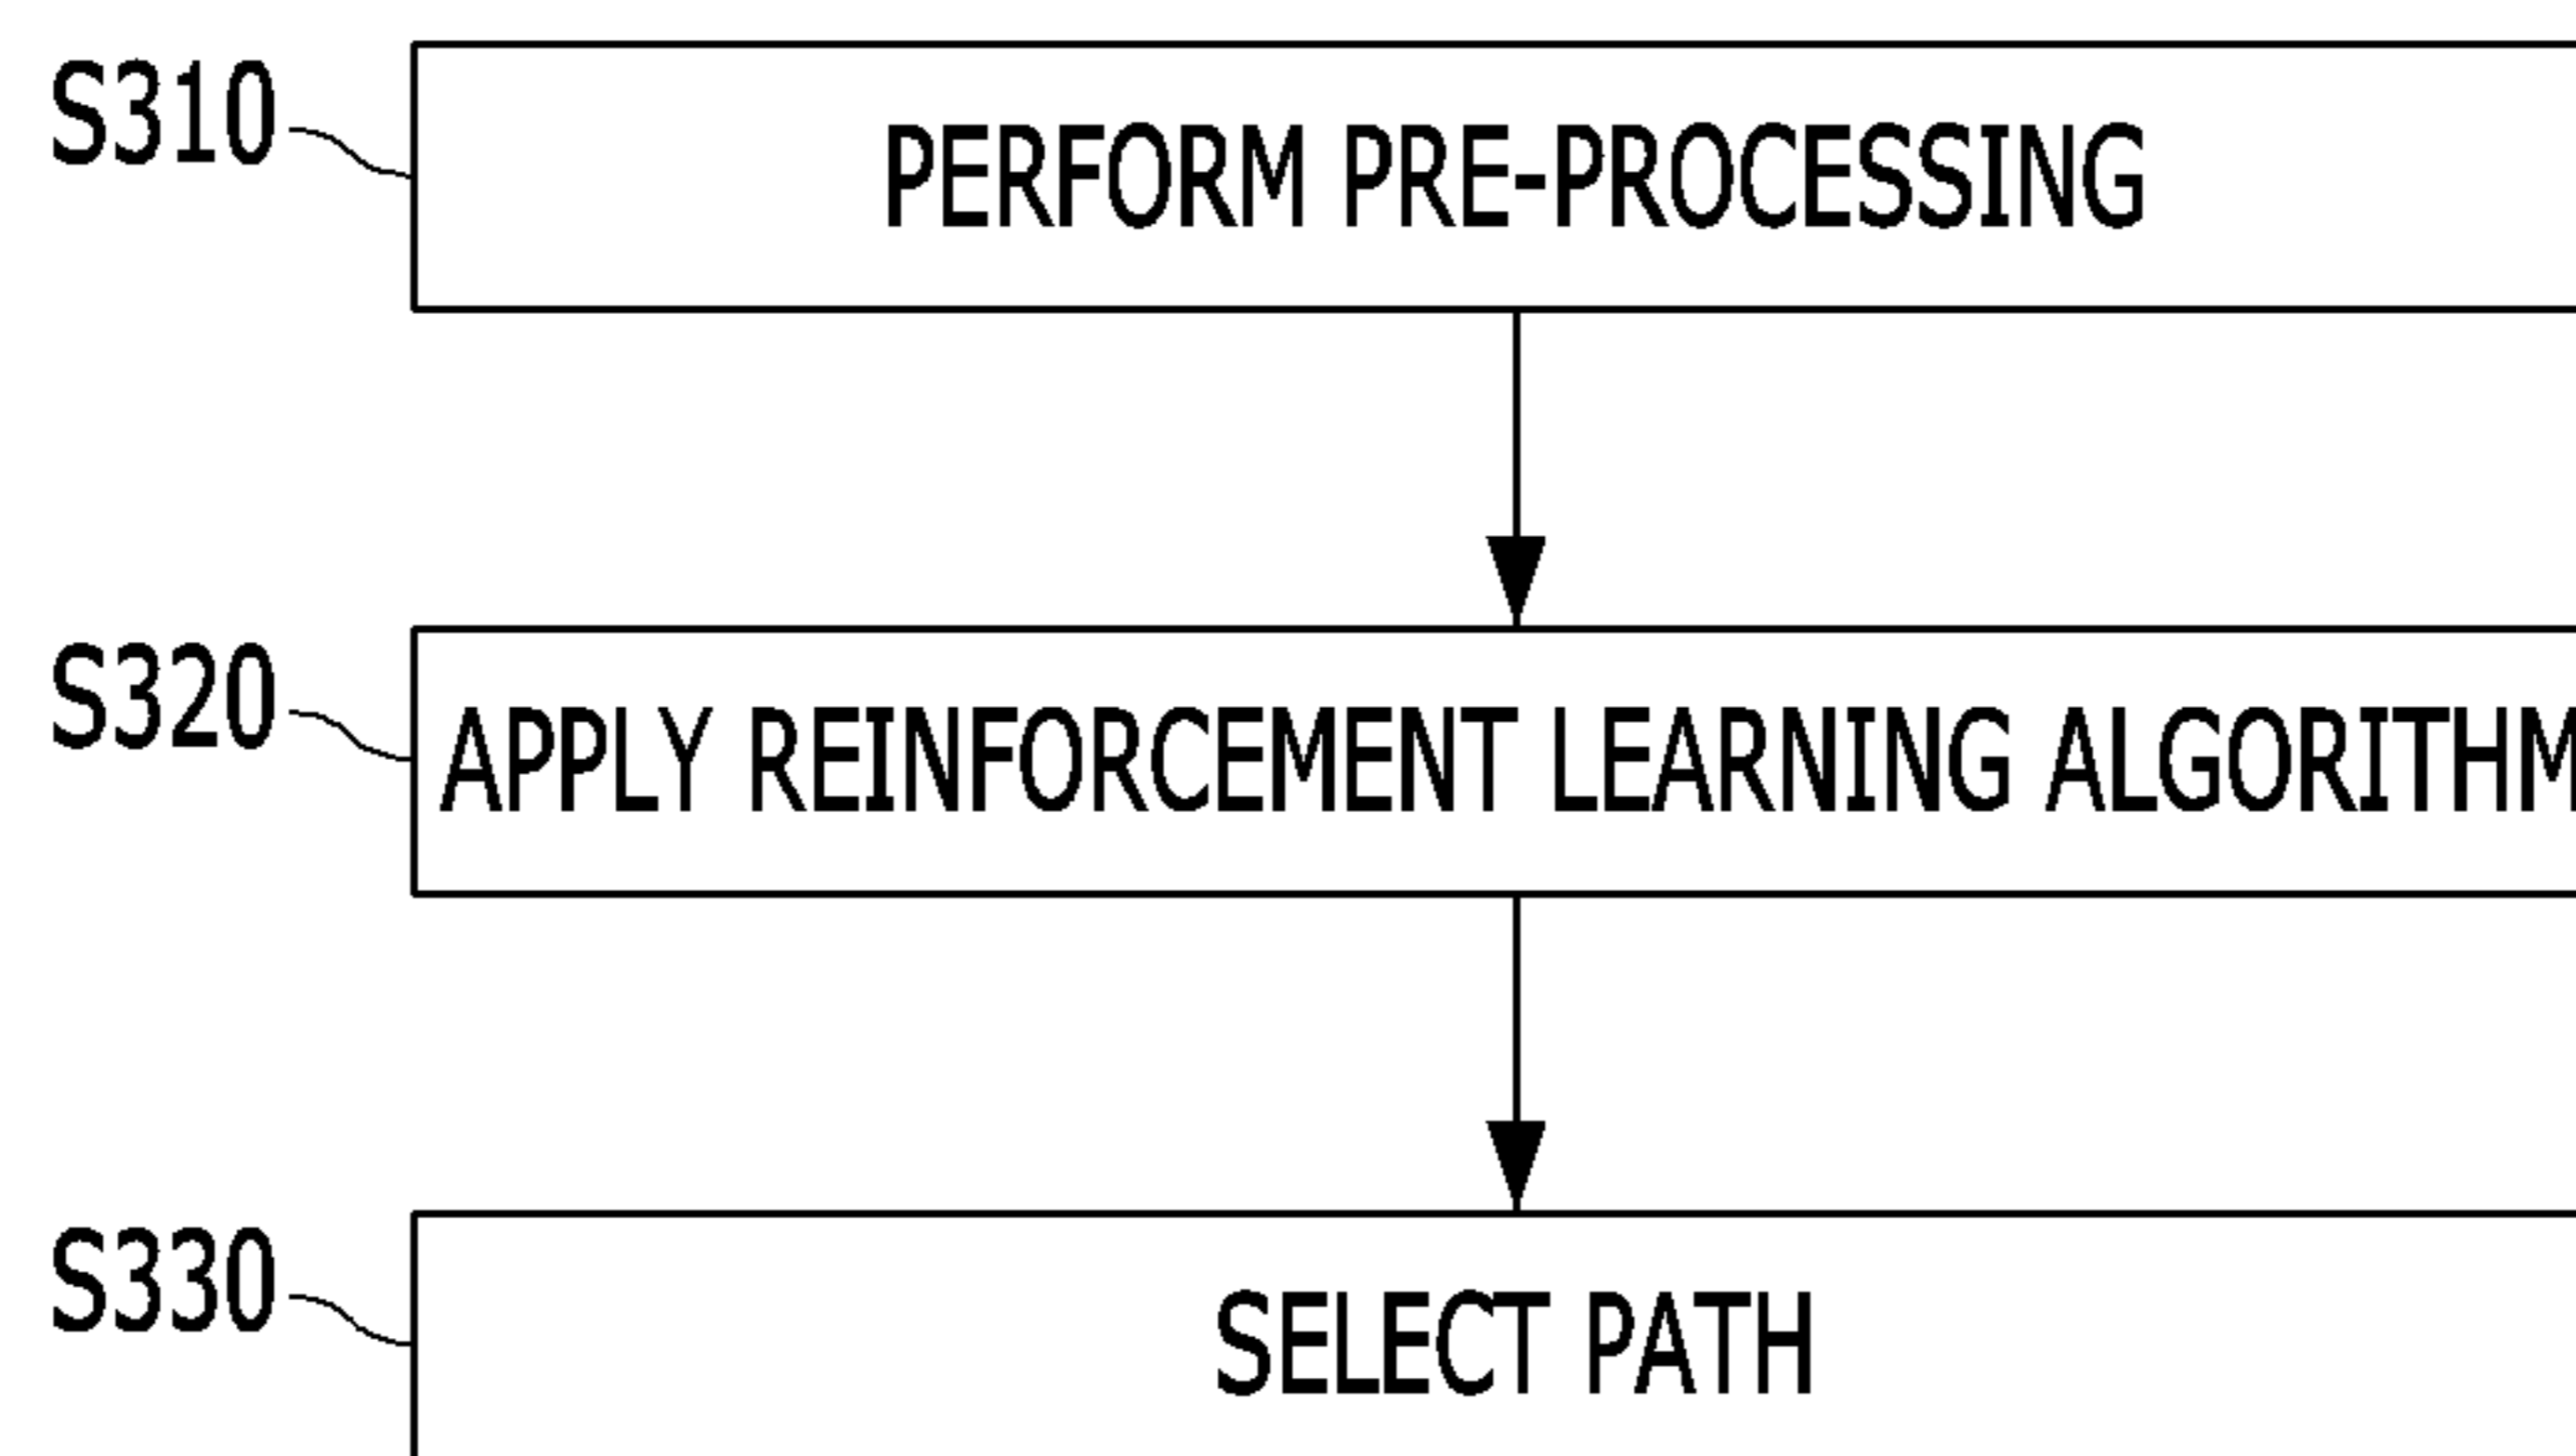 S310
PERFORM PRE-PROCESSING
S320
APPLY REINFORCEMENT LEARNING ALGORITHM
S330
SELECT PATH